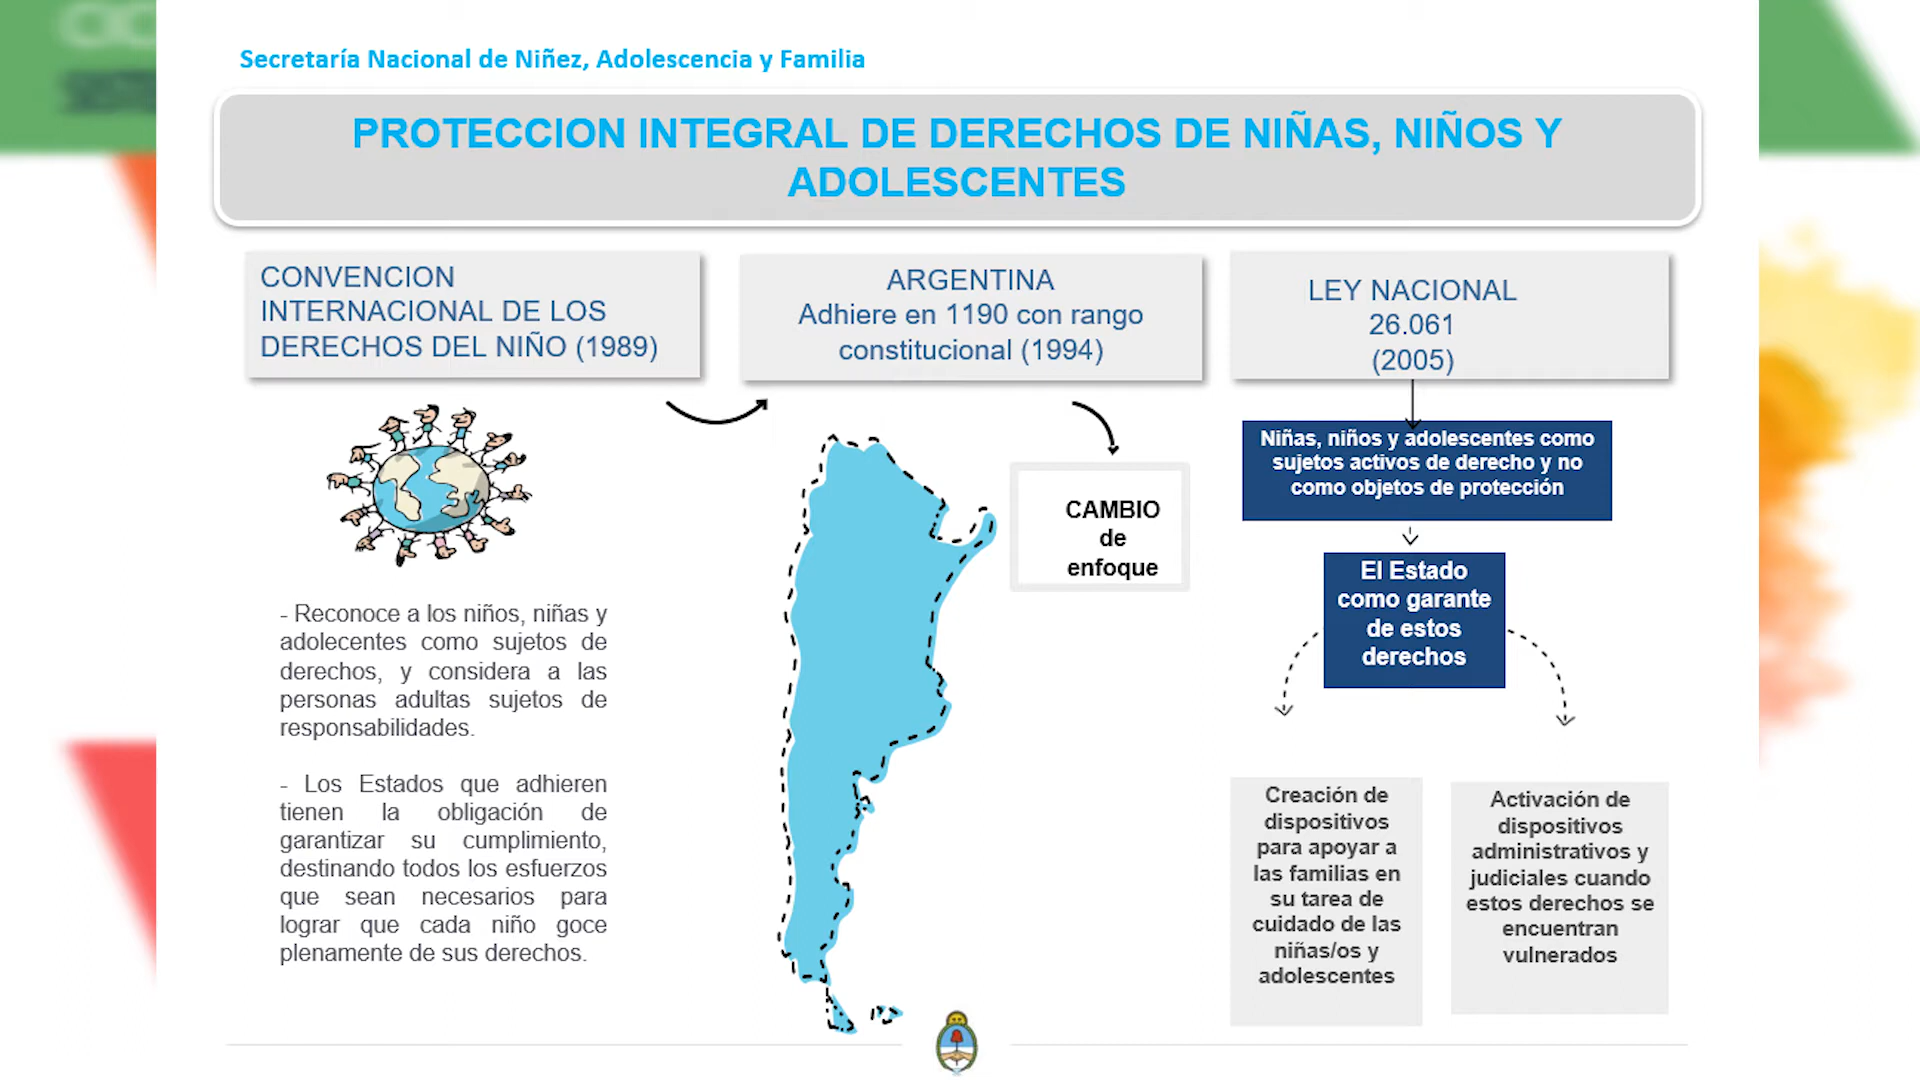 Secretaría Nacional de Niñez, Adolescencia y Familia
PROTECCION INTEGRAL DE DERECHOS DE NIÑAS, NIÑOS Y
ADOLESCENTES
CONVENCION
INTERNACIONAL DE LOS
DERECHOS DEL NIÑO (1989)
- Reconoce a los niños, niñas y
adolecentes como sujetos de
derechos, y considera a las
personas adultas sujetos de
responsabilidades.
- Los Estados que adhieren
tienen la obligación de
garantizar su cumplimiento,
destinando todos los esfuerzos
que sean necesarios para
lograr que cada niño goce
plenamente de sus derechos.
ARGENTINA
Adhiere en 1190 con rango
constitucional (1994)
CAMBIO
de
enfoque
LEY NACIONAL
26.061
(2005)
Niñas, niños y adolescentes como
sujetos activos de derecho y no
como objetos de protección
El Estado
como garante
de estos
derechos
Creación de
dispositivos
para apoyar a
las familias en
su tarea de
cuidado de las
niñas/os y
adolescentes
Activación de
dispositivos
administrativos y
judiciales cuando
estos derechos se
encuentran
vulnerados